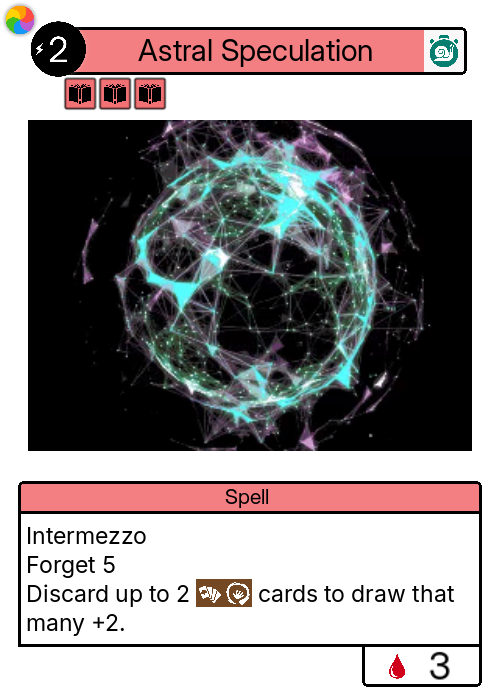 2
Astral Speculation
Spell
Intermezzo
Forget 5
Discard up to 2 cards to draw that
many +2.
3